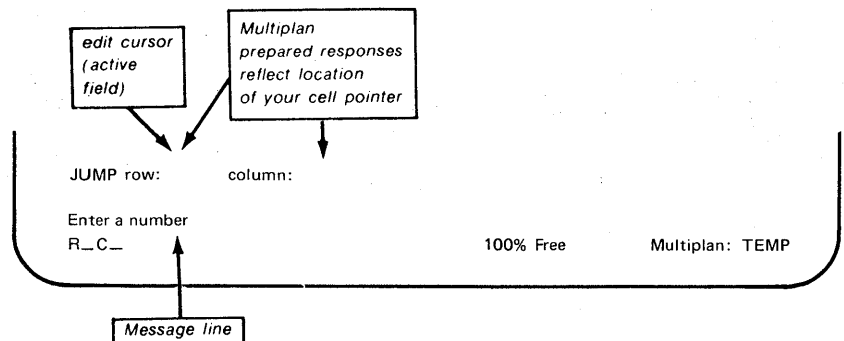 edit cursor
(active
field)
Multiplan
prepared responses
reflect location
of your cell pointer
JUMP row: column:
Enter a number
R_C_ 100% Free Multiplan: TEMP
Message line